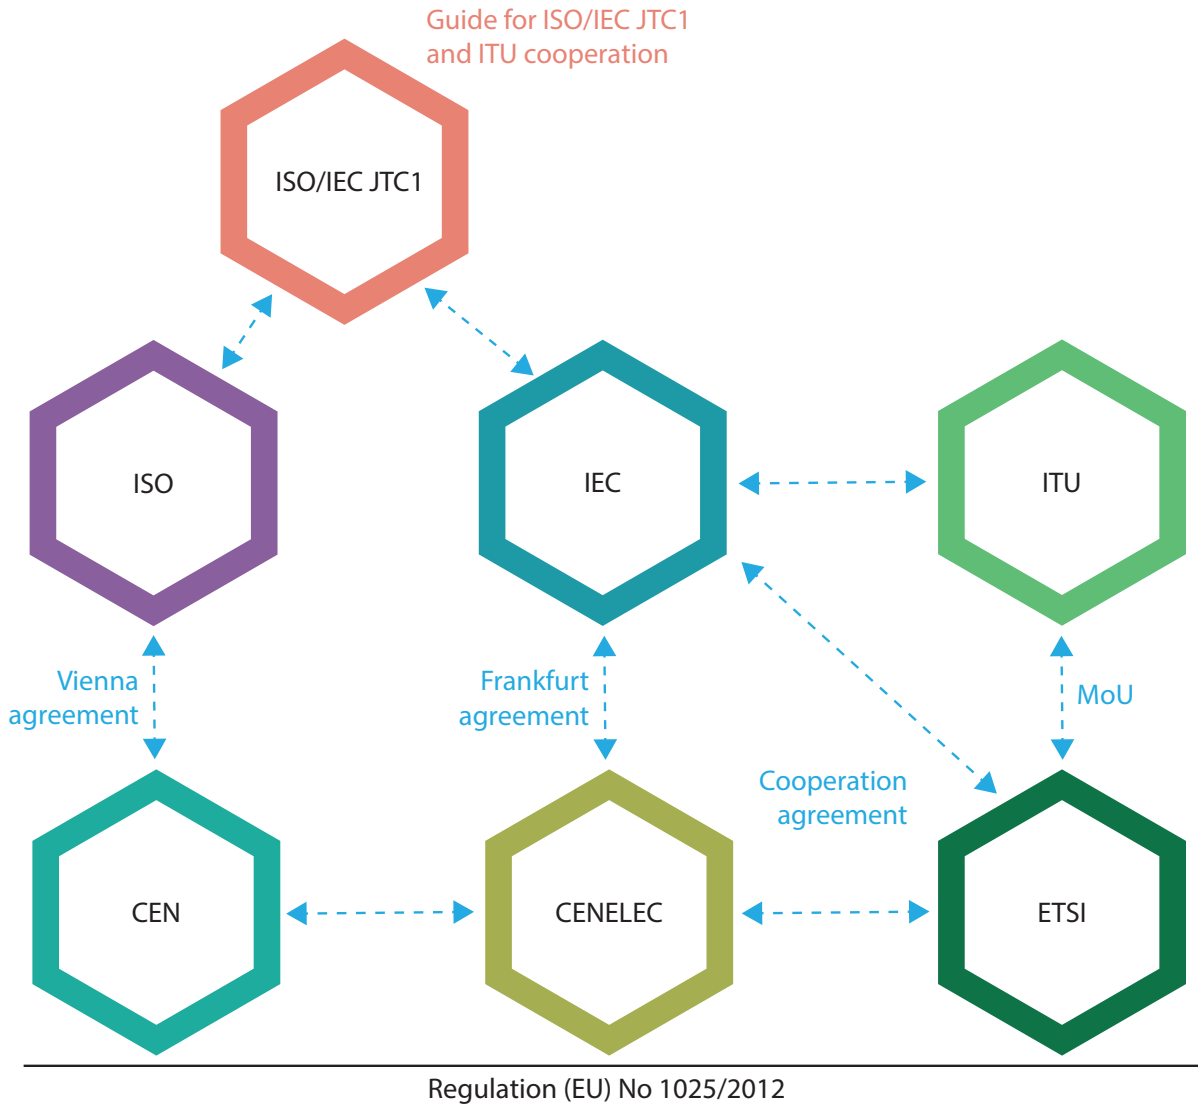 Guide for ISO/IEC JTC1
and ITU cooperation
ISO/IEC JTC1
ISO
IEC
ITU
Vienna
agreement
Frankfurt
agreement
MoU
Cooperation
agreement
CEN
CENELEC
ETSI
Regulation (EU) No 1025/2012